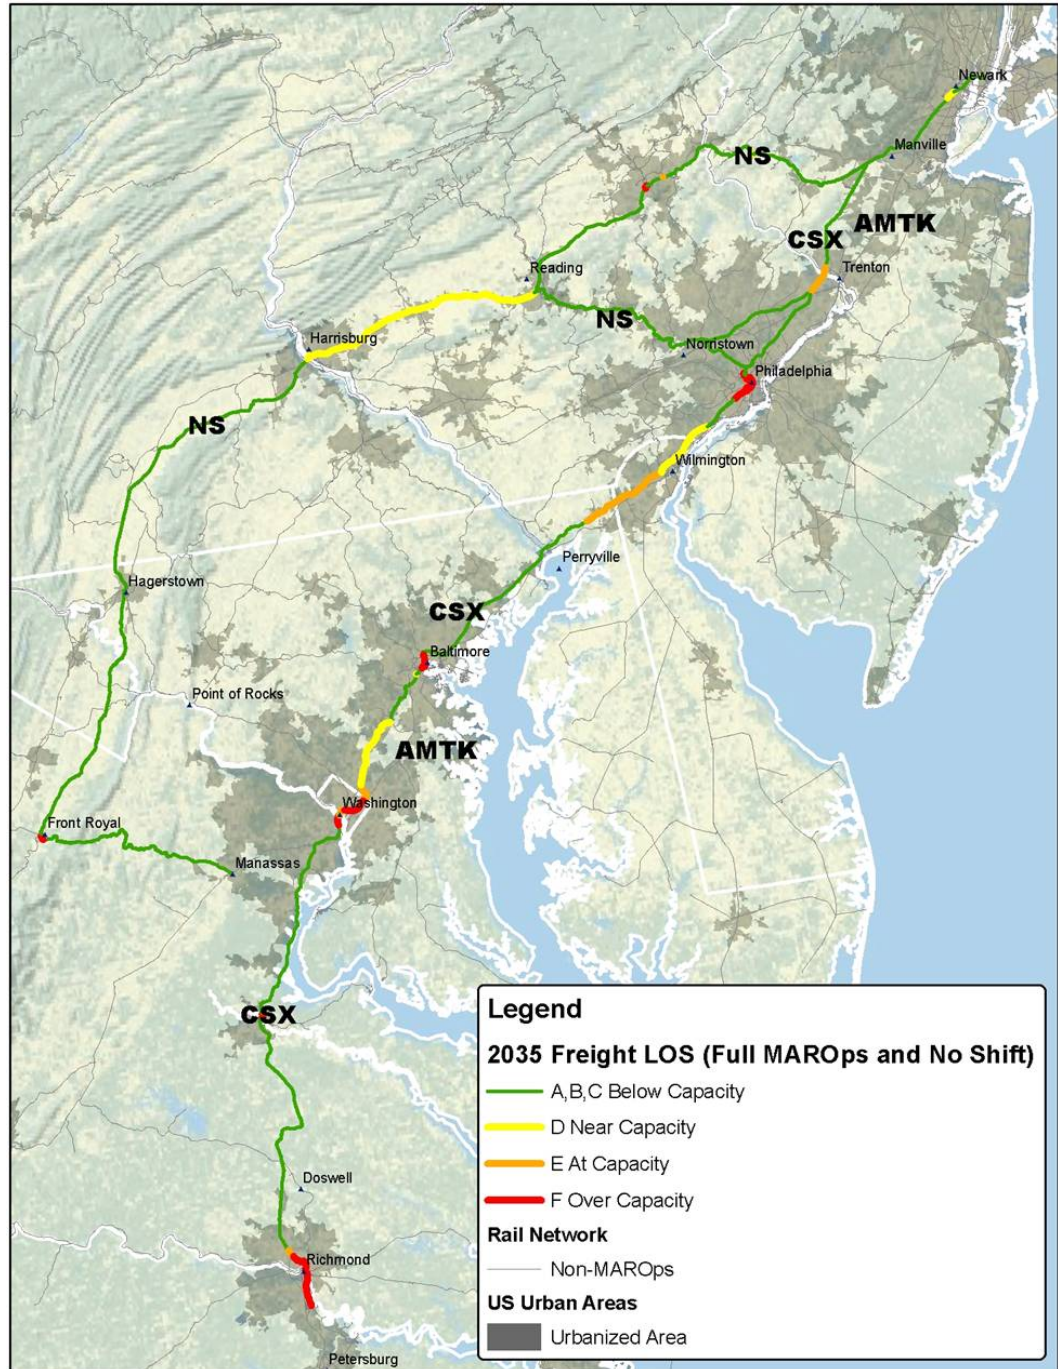 Newark
Manville
NS
AMTK
CSX
Trenton
Reading
NS
Harrisburg
Norristown
Philadelphia
NS
Wilmington
Perryville
Hagerstown
CSX
Baltimore
Point of Rocks
AMTK
Washington
Front Royal
Manassas
CSX
Doswell
Richmond
Petersburg
Legend
2035 Freight LOS (Full MAROps and No Shift)
A,B,C Below Capacity
D Near Capacity
E At Capacity
F Over Capacity
Rail Network
Non-MAROps
US Urban Areas
Urbanized Area